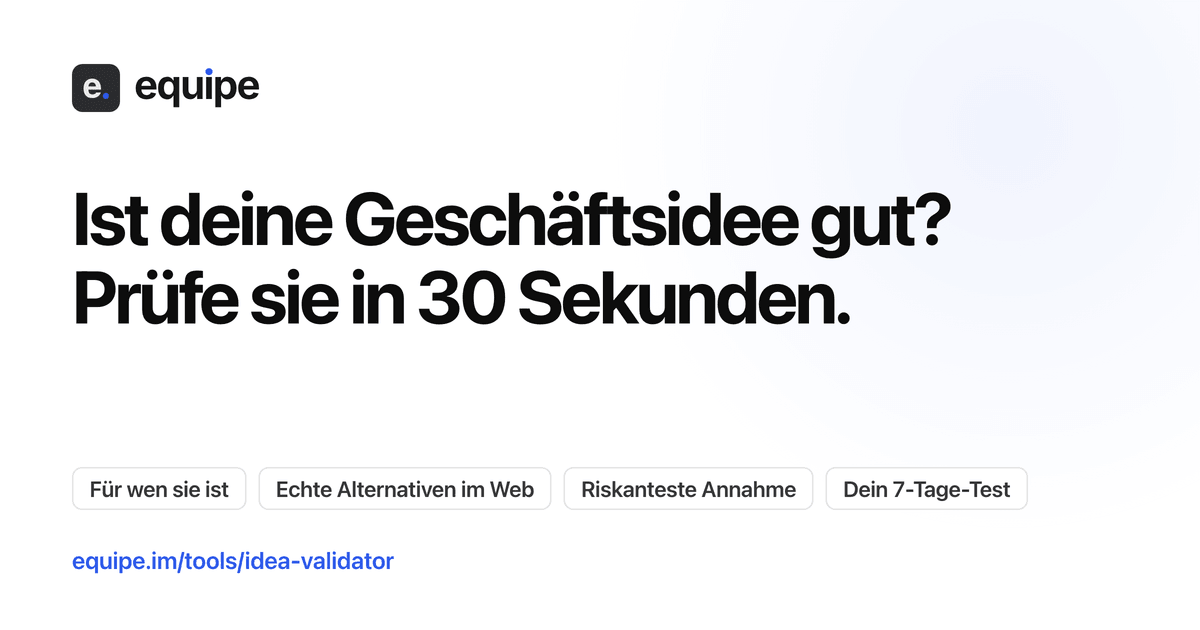 e.
equipe
Ist deine Geschäftsidee gut?
Prüfe sie in 30 Sekunden.
Für wen sie ist
Echte Alternativen im Web
Riskanteste Annahme
Dein 7-Tage-Test
equipe.im/tools/idea-validator